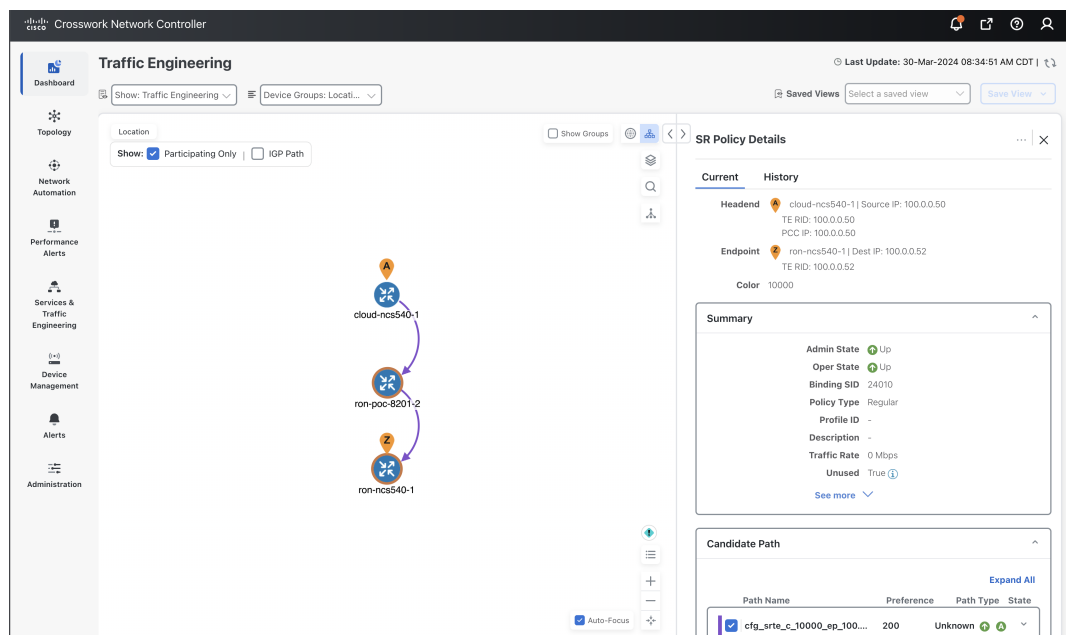 cisco Crosswork Network Controller
Traffic Engineering
Last Update: 30-Mar-2024 08:34:51 AM CDT |
Show: Traffic Engineering
Device Groups: Locati...
Saved Views
Select a saved view
Save View
Dashboard
Topology
Network
Automation
Performance
Alerts
Services &
Traffic
Engineering
Device
Management
Alerts
Administration
Location
Show: Participating Only | IGP Path
Show Groups
A
cloud-ncs540-1
ron-poc-8201-2
Z
ron-ncs540-1
Auto-Focus
SR Policy Details
Current History
Headend A cloud-ncs540-1 | Source IP: 100.0.0.50
TE RID: 100.0.0.50
PCC IP: 100.0.0.50
Endpoint Z ron-ncs540-1 | Dest IP: 100.0.0.52
TE RID: 100.0.0.52
Color 10000
Summary
Admin State Up
Oper State Up
Binding SID 24010
Policy Type Regular
Profile ID -
Description -
Traffic Rate 0 Mbps
Unused True
See more
Candidate Path
Expand All
Path Name Preference Path Type State
cfg_srte_c_10000_ep_100.... 200 Unknown A